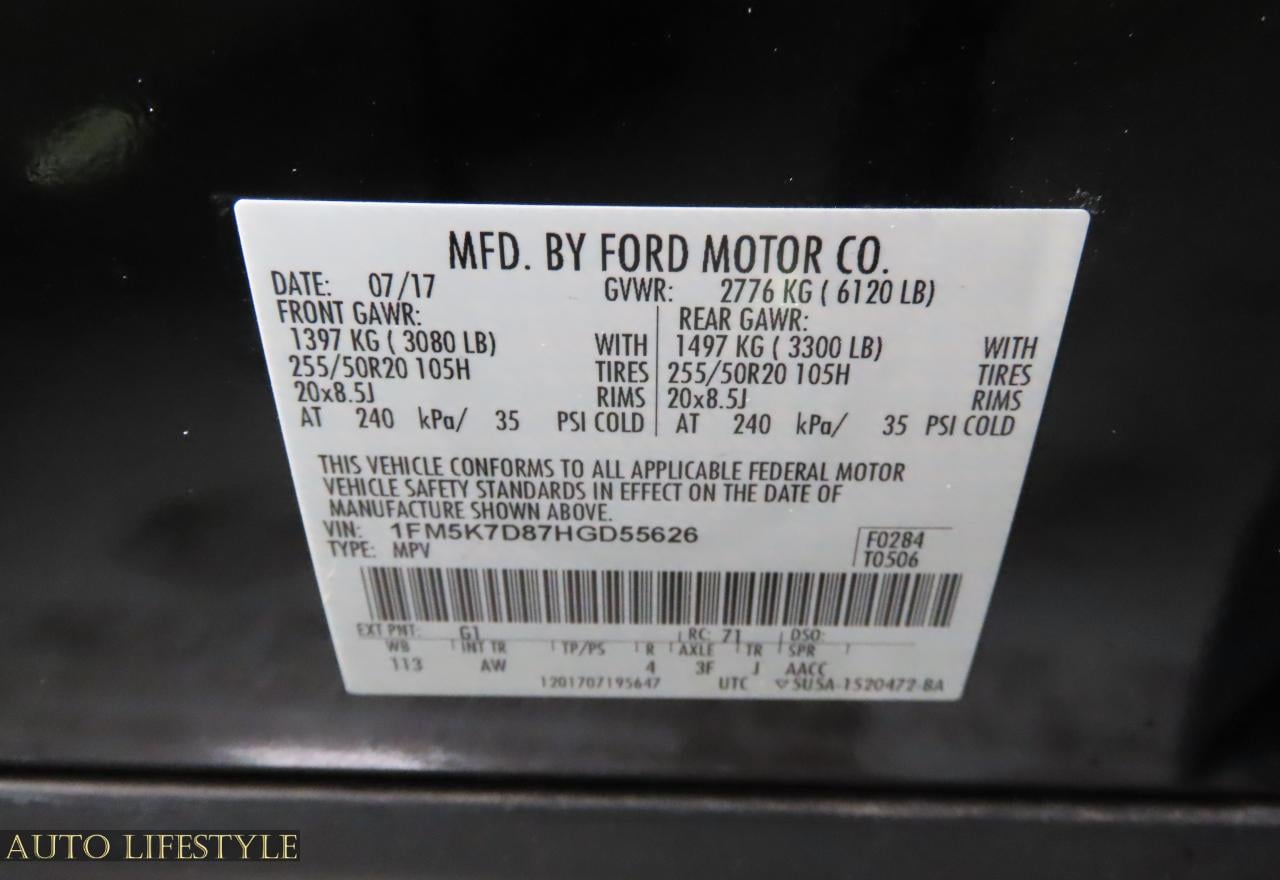 MFD. BY FORD MOTOR CO.
DATE: 07/17 GVWR: 2776 KG ( 6120 LB)
FRONT GAWR: REAR GAWR:
1397 KG ( 3080 LB) WITH 1497 KG ( 3300 LB) WITH
255/50R20 105H TIRES 255/50R20 105H TIRES
20x8.5J RIMS 20x8.5J RIMS
AT 240 kPa/ 35 PSI COLD AT 240 kPa/ 35 PSI COLD
THIS VEHICLE CONFORMS TO ALL APPLICABLE FEDERAL MOTOR
VEHICLE SAFETY STANDARDS IN EFFECT ON THE DATE OF
MANUFACTURE SHOWN ABOVE.
VIN: 1FM5K7D87HGD55626 F0284
TYPE: MPV T0506
EXT PNT: G1 RC: 71 DSO:
WB INT TR TP/PS R AXLE TR SPR
113 AW 4 3F J AACC
1201707195647 UTC SUSA-1520472-BA
AUTO LIFESTYLE